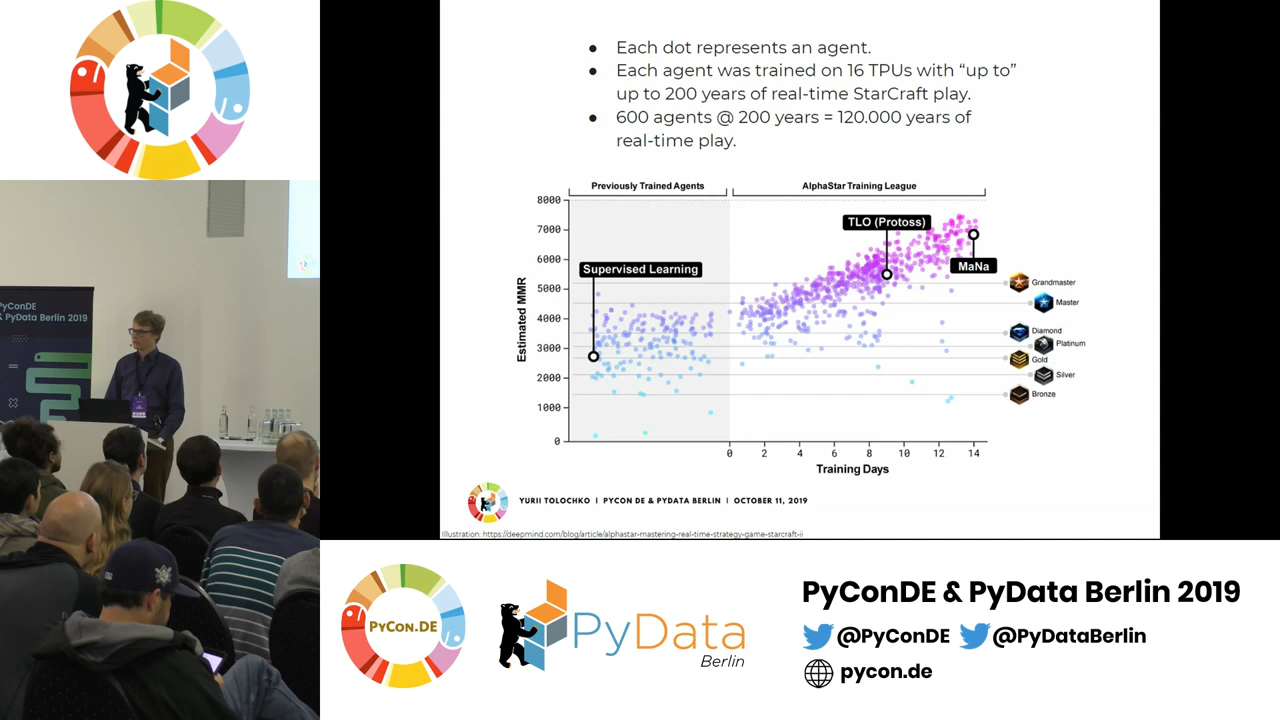 ● Each dot represents an agent.
● Each agent was trained on 16 TPUs with “up to”
up to 200 years of real-time StarCraft play.
● 600 agents @ 200 years = 120.000 years of
real-time play.
Previously Trained Agents
AlphaStar Training League
8000
7000
6000
5000
4000
3000
2000
1000
0
Estimated MMR
Supervised Learning
TLO (Protoss)
MaNa
Grandmaster
Master
Diamond
Platinum
Gold
Silver
Bronze
0 2 4 6 8 10 12 14
Training Days
YURII TOLOCHKO | PYCON DE & PYDATA BERLIN | OCTOBER 11, 2019
Illustration: https://deepmind.com/blog/article/alphastar-mastering-real-time-strategy-game-starcraft-ii
PyConDE
& PyData Berlin 2019
PYCON.DE
PyData
Berlin
PyConDE & PyData Berlin 2019
@PyConDE @PyDataBerlin
pycon.de